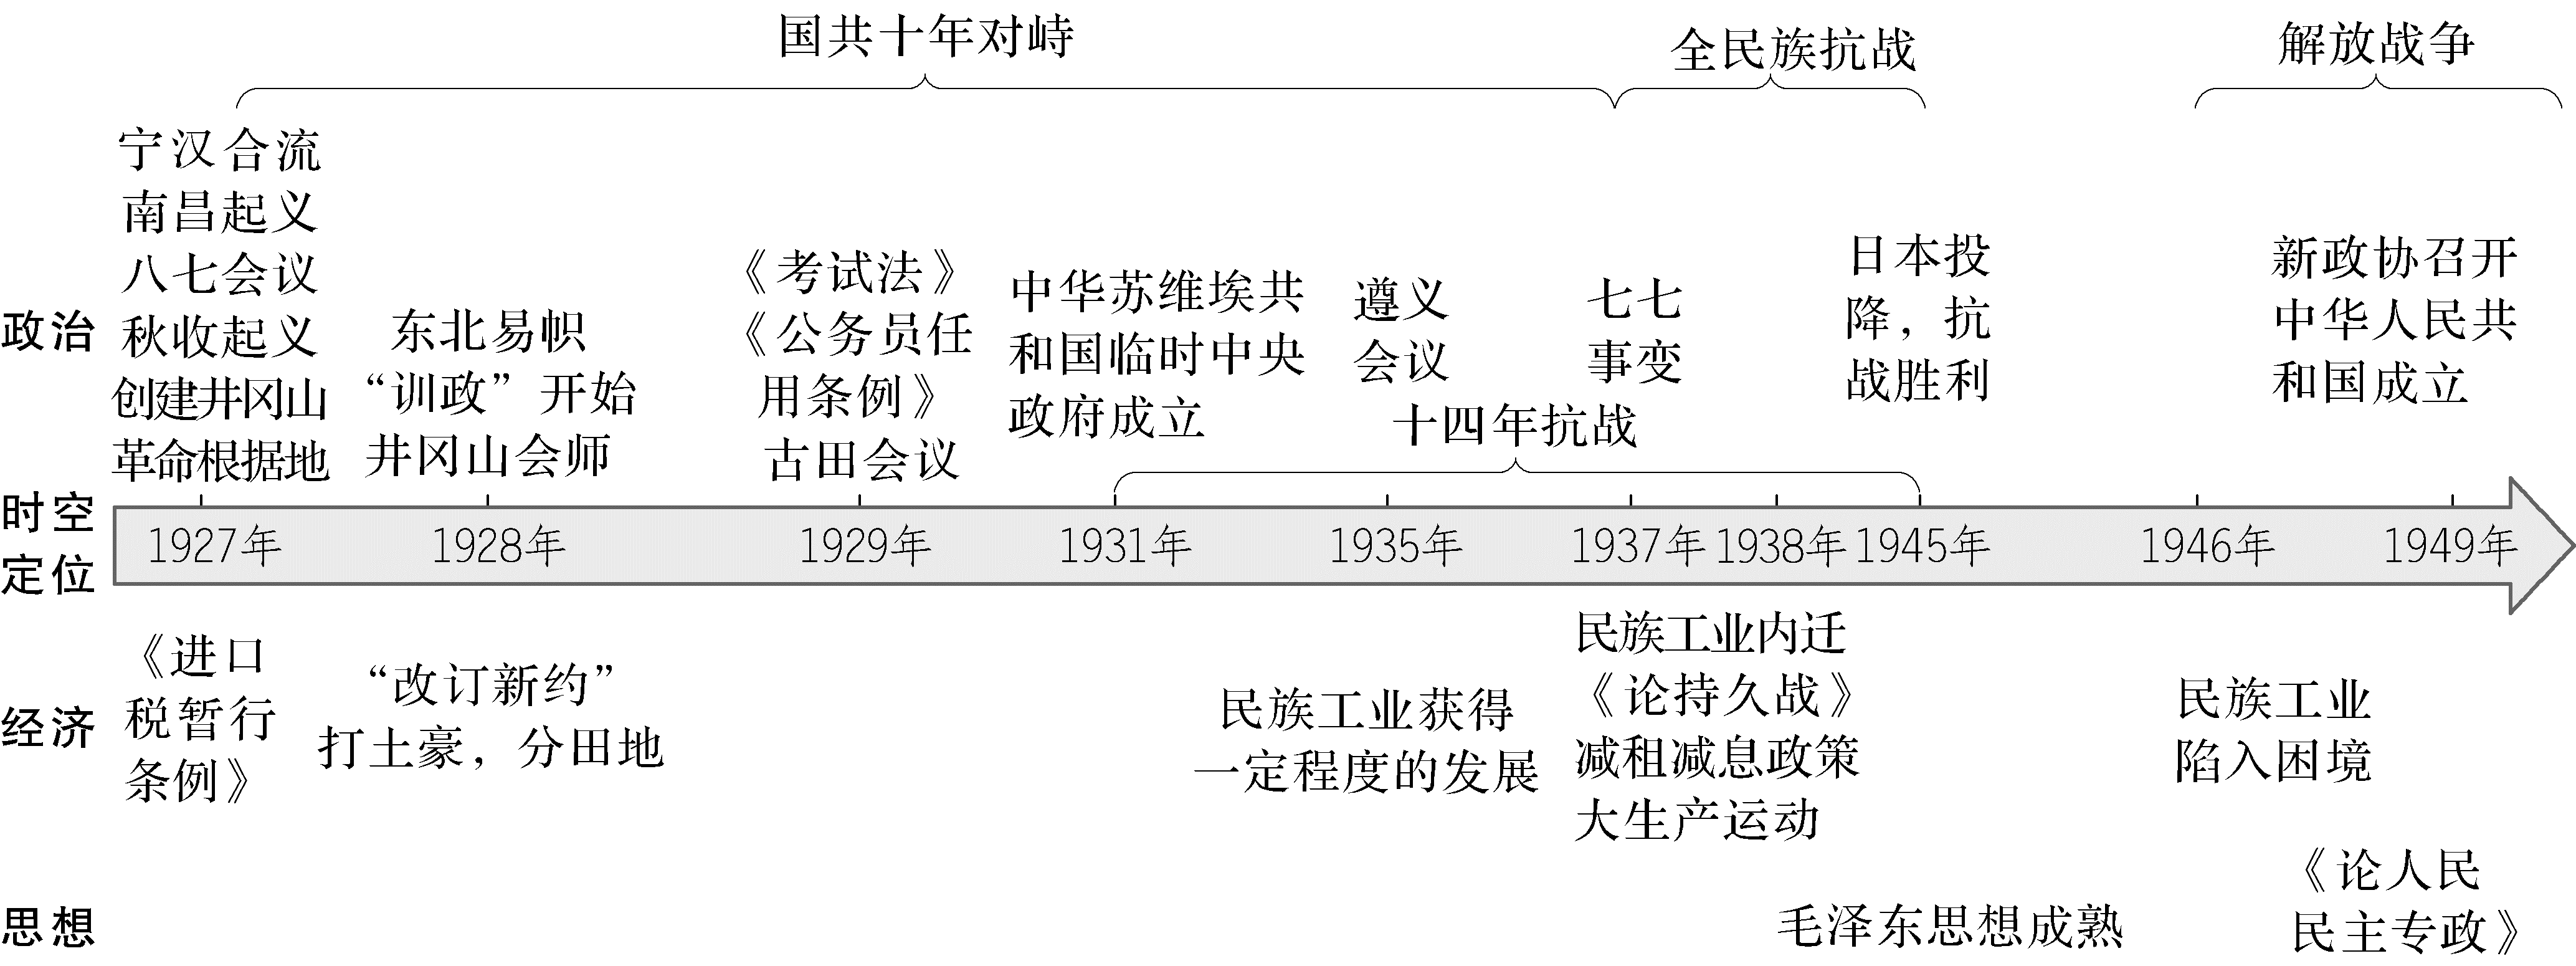 国共十年对峙
全民族抗战
解放战争
政治
宁汉合流
南昌起义
八七会议
秋收起义
创建井冈山
革命根据地
东北易帜
“训政”开始
井冈山会师
《考试法》
《公务员任
用条例》
古田会议
中华苏维埃共
和国临时中央
政府成立
遵义
会议
七七
事变
十四年抗战
日本投
降，抗
战胜利
新政协召开
中华人民共
和国成立
时空
定位
1927年
1928年
1929年
1931年
1935年
1937年
1938年
1945年
1946年
1949年
经济
《进口
税暂行
条例》
“改订新约”
打土豪，分田地
民族工业获得
一定程度的发展
民族工业内迁
《论持久战》
减租减息政策
大生产运动
民族工业
陷入困境
思想
毛泽东思想成熟
《论人民
民主专政》